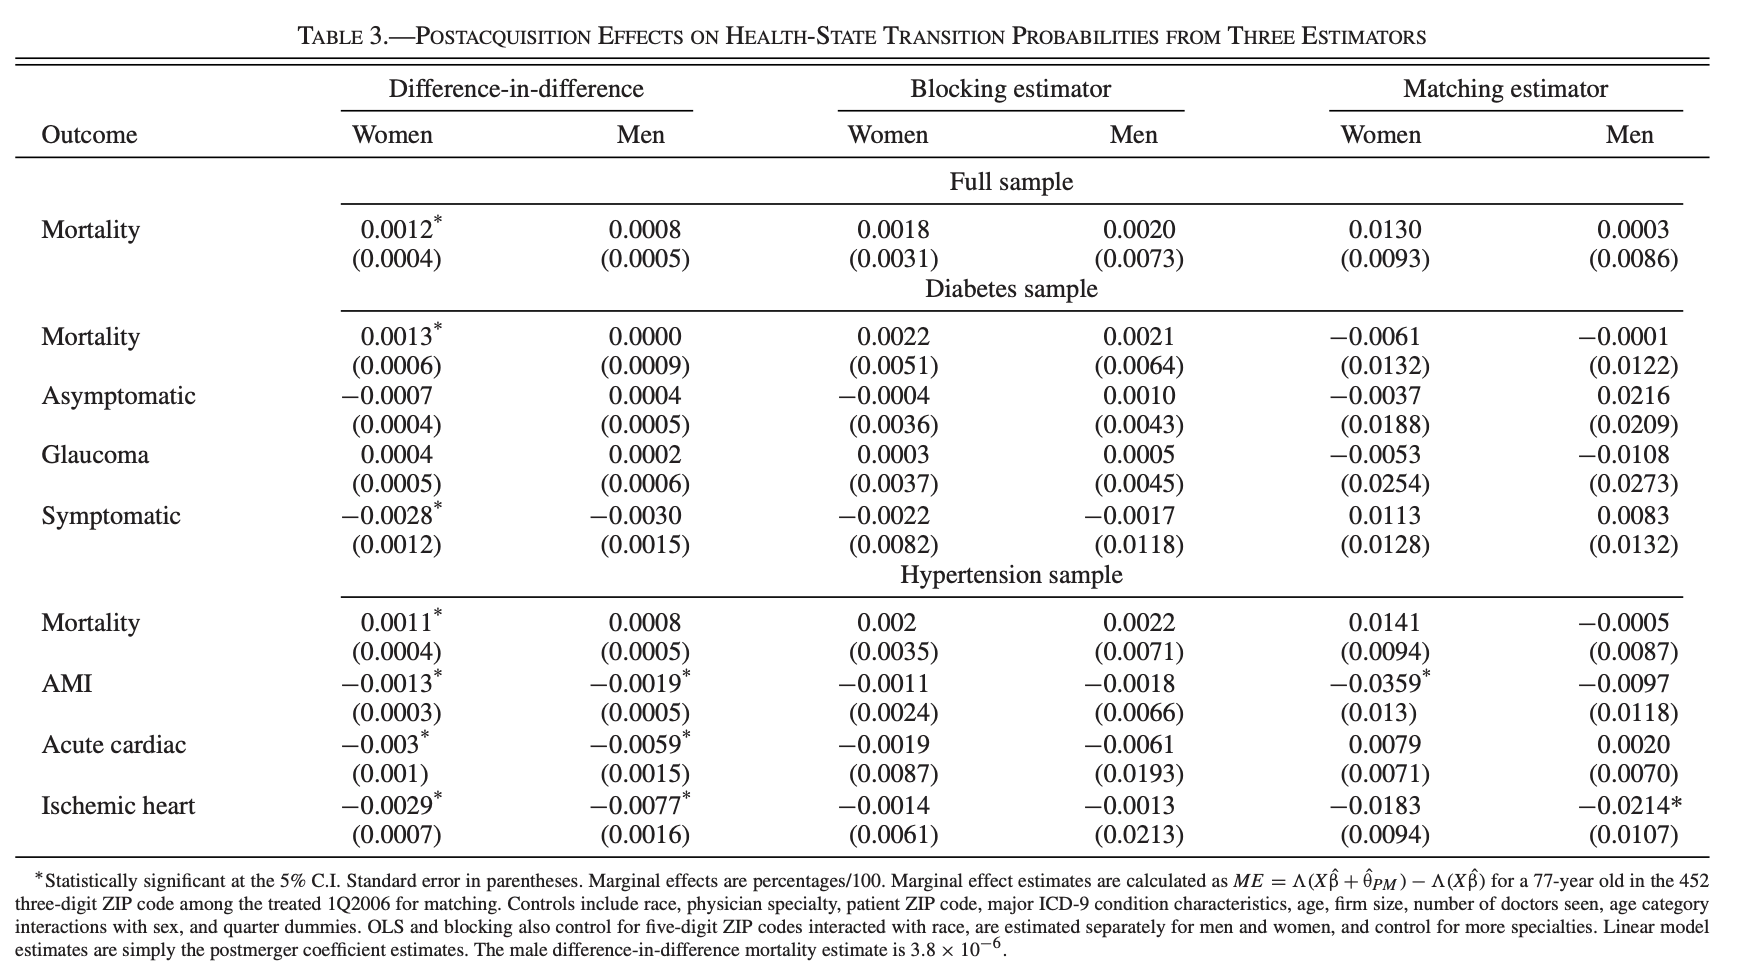 TABLE 3.—POSTACQUISITION EFFECTS ON HEALTH-STATE TRANSITION PROBABILITIES FROM THREE ESTIMATORS
Difference-in-difference Blocking estimator Matching estimator
Outcome Women Men Women Men Women Men
Full sample
Mortality 0.0012* 0.0008 0.0018 0.0020 0.0130 0.0003
(0.0004) (0.0005) (0.0031) (0.0073) (0.0093) (0.0086)
Diabetes sample
Mortality 0.0013* 0.0000 0.0022 0.0021 −0.0061 −0.0001
(0.0006) (0.0009) (0.0051) (0.0064) (0.0132) (0.0122)
Asymptomatic −0.0007 0.0004 −0.0004 0.0010 −0.0037 0.0216
(0.0004) (0.0005) (0.0036) (0.0043) (0.0188) (0.0209)
Glaucoma 0.0004 0.0002 0.0003 0.0005 −0.0053 −0.0108
(0.0005) (0.0006) (0.0037) (0.0045) (0.0254) (0.0273)
Symptomatic −0.0028* −0.0030 −0.0022 −0.0017 0.0113 0.0083
(0.0012) (0.0015) (0.0082) (0.0118) (0.0128) (0.0132)
Hypertension sample
Mortality 0.0011* 0.0008 0.002 0.0022 0.0141 −0.0005
(0.0004) (0.0005) (0.0035) (0.0071) (0.0094) (0.0087)
AMI −0.0013* −0.0019* −0.0011 −0.0018 −0.0359* −0.0097
(0.0003) (0.0005) (0.0024) (0.0066) (0.013) (0.0118)
Acute cardiac −0.003* −0.0059* −0.0019 −0.0061 0.0079 0.0020
(0.001) (0.0015) (0.0087) (0.0193) (0.0071) (0.0070)
Ischemic heart −0.0029* −0.0077* −0.0014 −0.0013 −0.0183 −0.0214*
(0.0007) (0.0016) (0.0061) (0.0213) (0.0094) (0.0107)
*Statistically significant at the 5% C.I. Standard error in parentheses. Marginal effects are percentages/100. Marginal effect estimates are calculated as ME = Λ(Xβ̂ + θ̂PM) − Λ(Xβ̂) for a 77-year old in the 452
three-digit ZIP code among the treated 1Q2006 for matching. Controls include race, physician specialty, patient ZIP code, major ICD-9 condition characteristics, age, firm size, number of doctors seen, age category
interactions with sex, and quarter dummies. OLS and blocking also control for five-digit ZIP codes interacted with race, are estimated separately for men and women, and control for more specialties. Linear model
estimates are simply the postmerger coefficient estimates. The male difference-in-difference mortality estimate is 3.8 × 10⁻⁶.